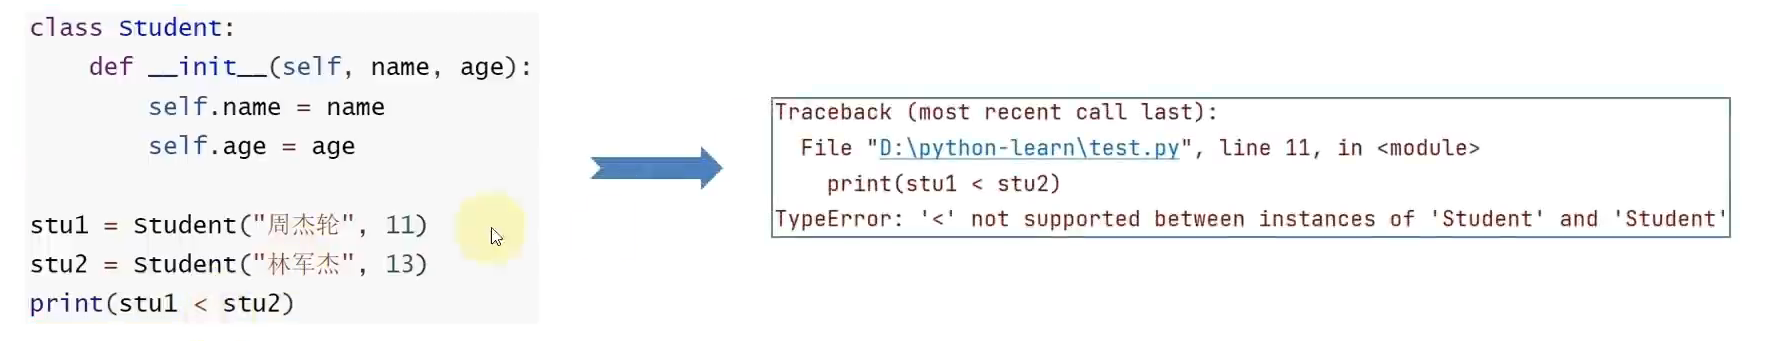 class Student:
    def __init__(self, name, age):
        self.name = name
        self.age = age
stu1 = Student("周杰轮", 11)
stu2 = Student("林军杰", 13)
print(stu1 < stu2)
Traceback (most recent call last):
  File "D:\python-learn\test.py", line 11, in <module>
    print(stu1 < stu2)
TypeError: '<' not supported between instances of 'Student' and 'Student'